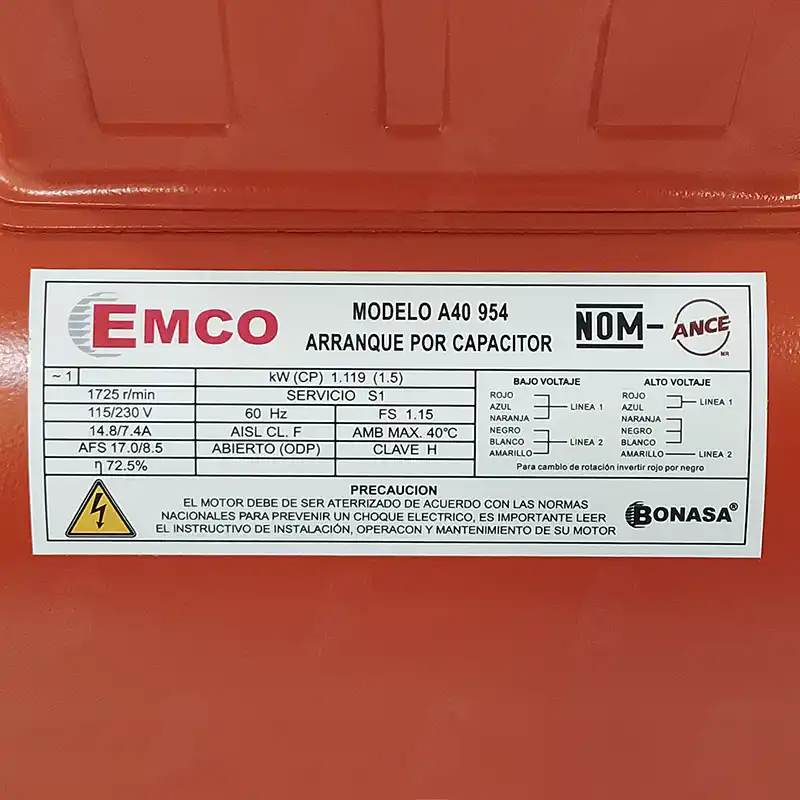 EMCO
MODELO A40 954
ARRANQUE POR CAPACITOR
NOM-
ANCE
MR
~ 1
kW (CP) 1.119 (1.5)
1725 r/min
SERVICIO S1
115/230 V
60 Hz
FS 1.15
14.8/7.4A
AISL CL. F
AMB MAX. 40°C
AFS 17.0/8.5
ABIERTO (ODP)
CLAVE H
η 72.5%
BAJO VOLTAJE
ROJO
AZUL
LINEA 1
NARANJA
NEGRO
BLANCO
LINEA 2
AMARILLO
ALTO VOLTAJE
ROJO
LINEA 1
AZUL
NARANJA
NEGRO
BLANCO
AMARILLO
LINEA 2
Para cambo de rotación invertir rojo por negro
PRECAUCION
EL MOTOR DEBE DE SER ATERRIZADO DE ACUERDO CON LAS NORMAS
NACIONALES PARA PREVENIR UN CHOQUE ELECTRICO, ES IMPORTANTE LEER
EL INSTRUCTIVO DE INSTALACIÓN, OPERACON Y MANTENIMIENTO DE SU MOTOR
BONASA®